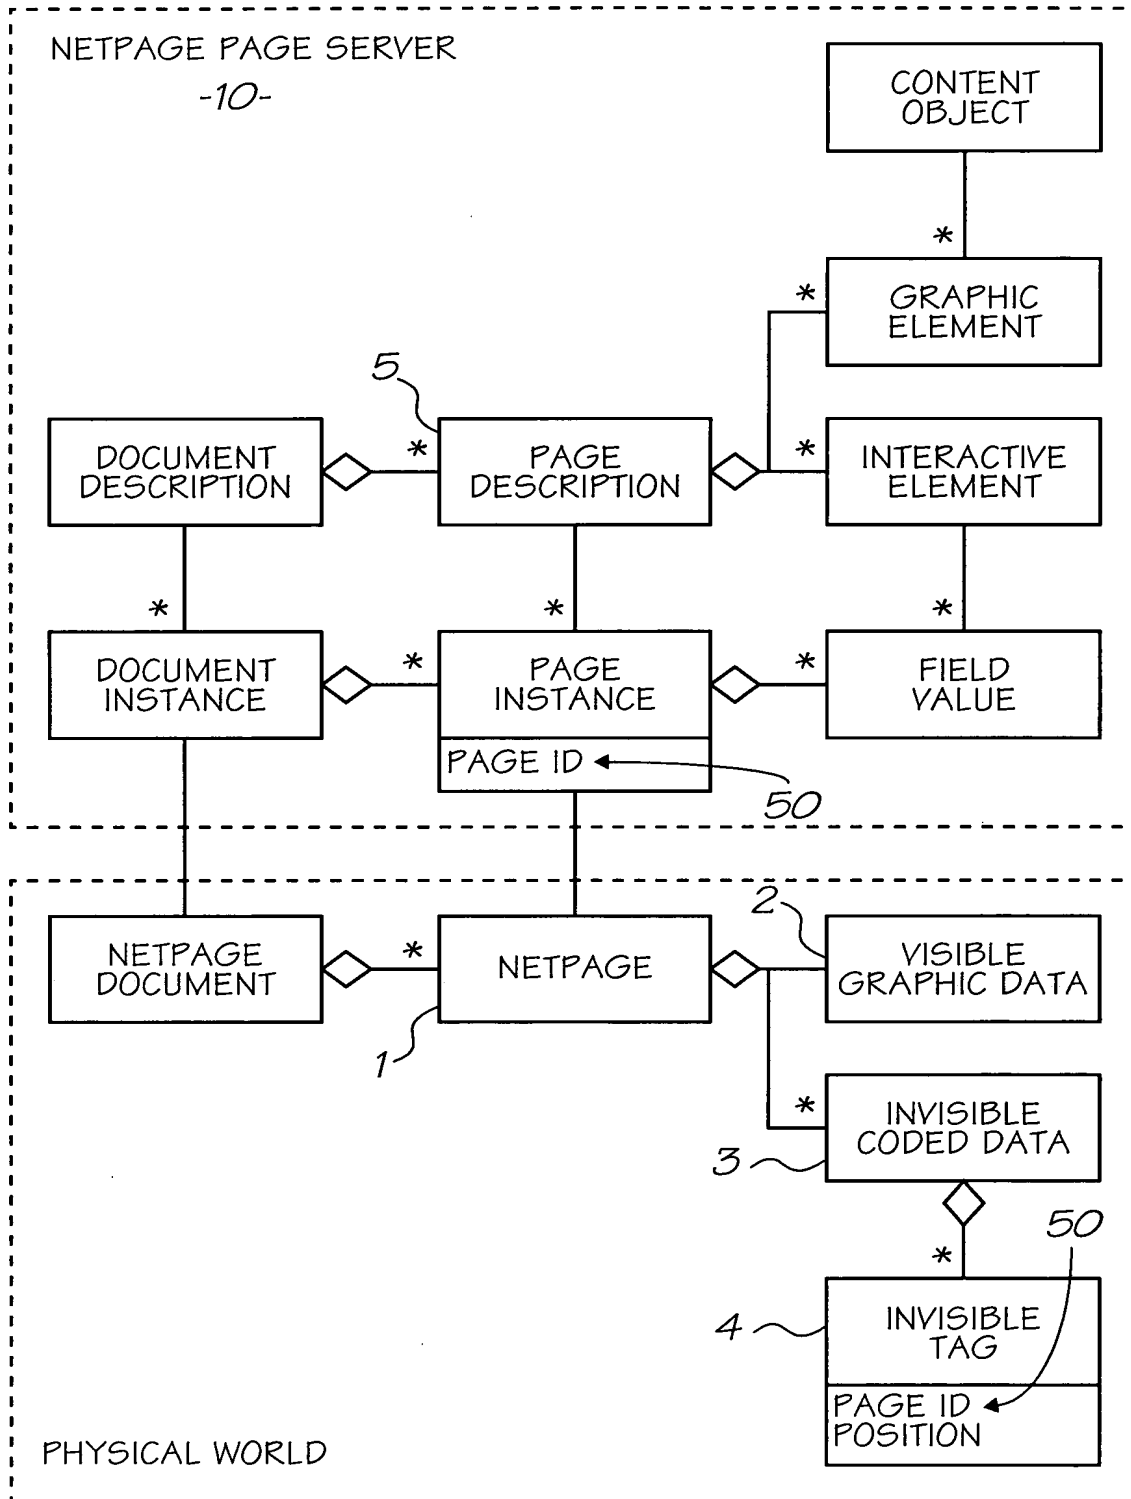 NETPAGE PAGE SERVER
-10-
CONTENT
OBJECT
*
*
GRAPHIC
ELEMENT
5
DOCUMENT
DESCRIPTION
*
PAGE
DESCRIPTION
*
INTERACTIVE
ELEMENT
*
*
*
DOCUMENT
INSTANCE
*
PAGE
INSTANCE
*
FIELD
VALUE
PAGE ID
50
2
NETPAGE
DOCUMENT
*
NETPAGE
VISIBLE
GRAPHIC DATA
1
*
INVISIBLE
CODED DATA
3
50
*
4
INVISIBLE
TAG
PAGE ID
POSITION
PHYSICAL WORLD